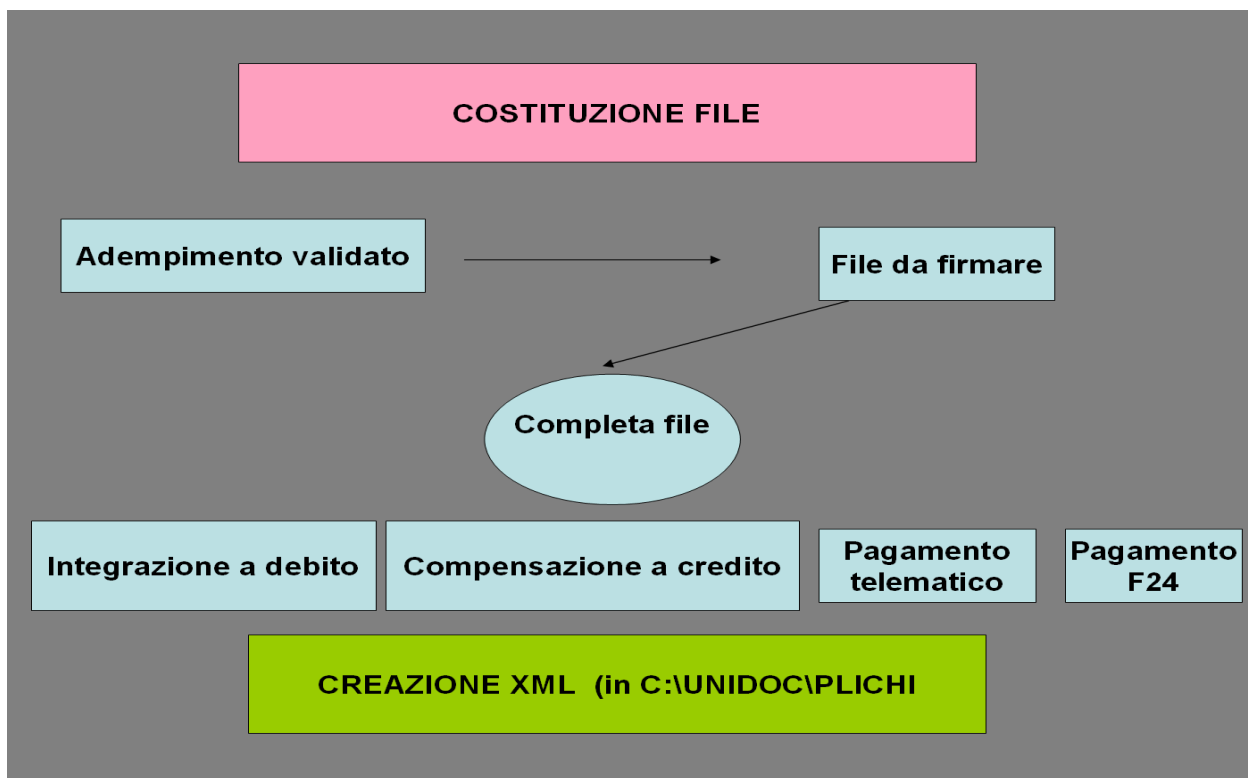 COSTITUZIONE FILE
Adempimento validato
File da firmare
Completa file
Integrazione a debito
Compensazione a credito
Pagamento
telematico
Pagamento
F24
CREAZIONE XML (in C:\UNIDOC\PLICHI